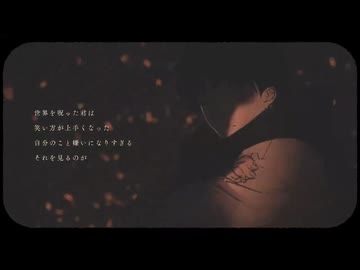 世界を呪った君は
笑い方が上手くなった
自分のこと嫌いになりすぎる
それを見るのが